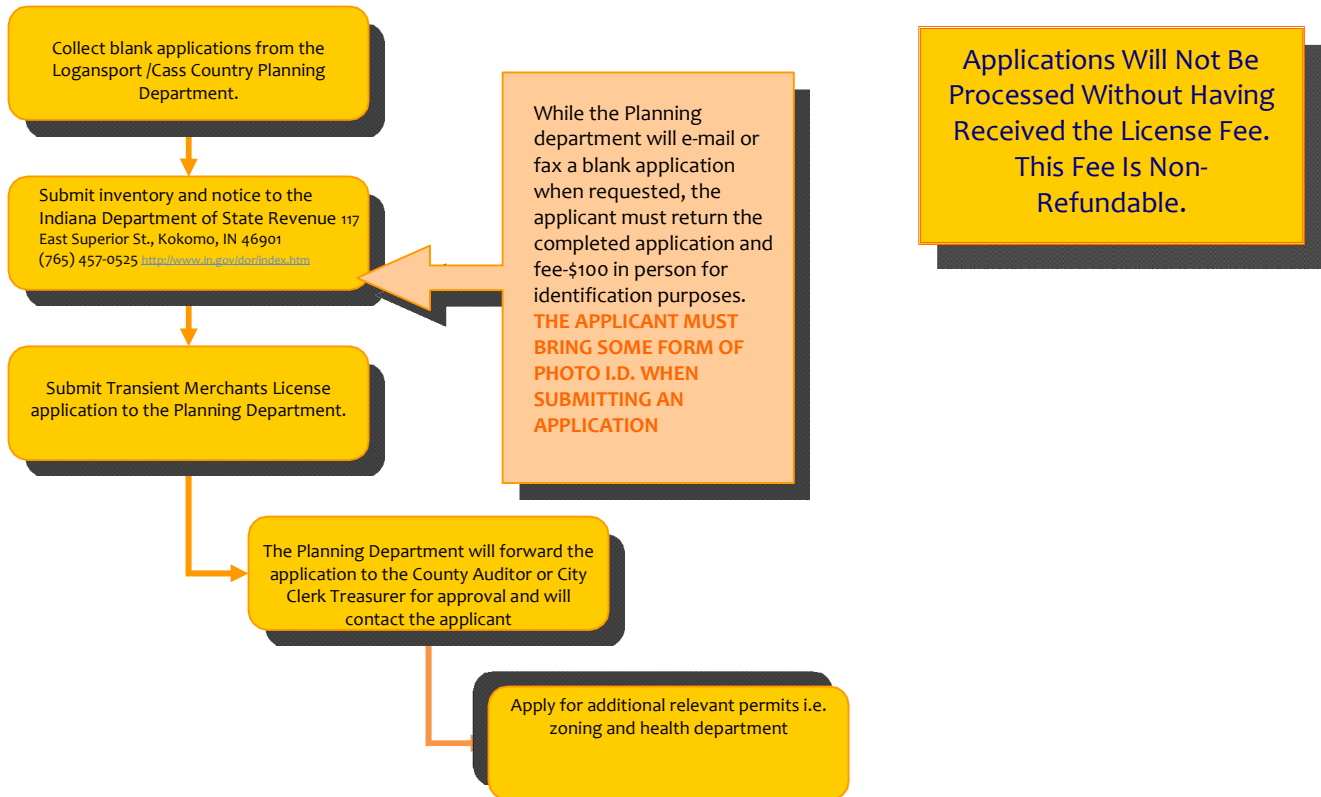 Collect blank applications from the
Logansport /Cass Country Planning
Department.
Submit inventory and notice to the
Indiana Department of State Revenue 117
East Superior St., Kokomo, IN 46901
(765) 457-0525 http://www.in.gov/dor/index.htm
Submit Transient Merchants License
application to the Planning Department.
While the Planning
department will e-mail or
fax a blank application
when requested, the
applicant must return the
completed application and
fee-$100 in person for
identification purposes.
THE APPLICANT MUST
BRING SOME FORM OF
PHOTO I.D. WHEN
SUBMITTING AN
APPLICATION
Applications Will Not Be
Processed Without Having
Received the License Fee.
This Fee Is Non-
Refundable.
The Planning Department will forward the
application to the County Auditor or City
Clerk Treasurer for approval and will
contact the applicant
Apply for additional relevant permits i.e.
zoning and health department